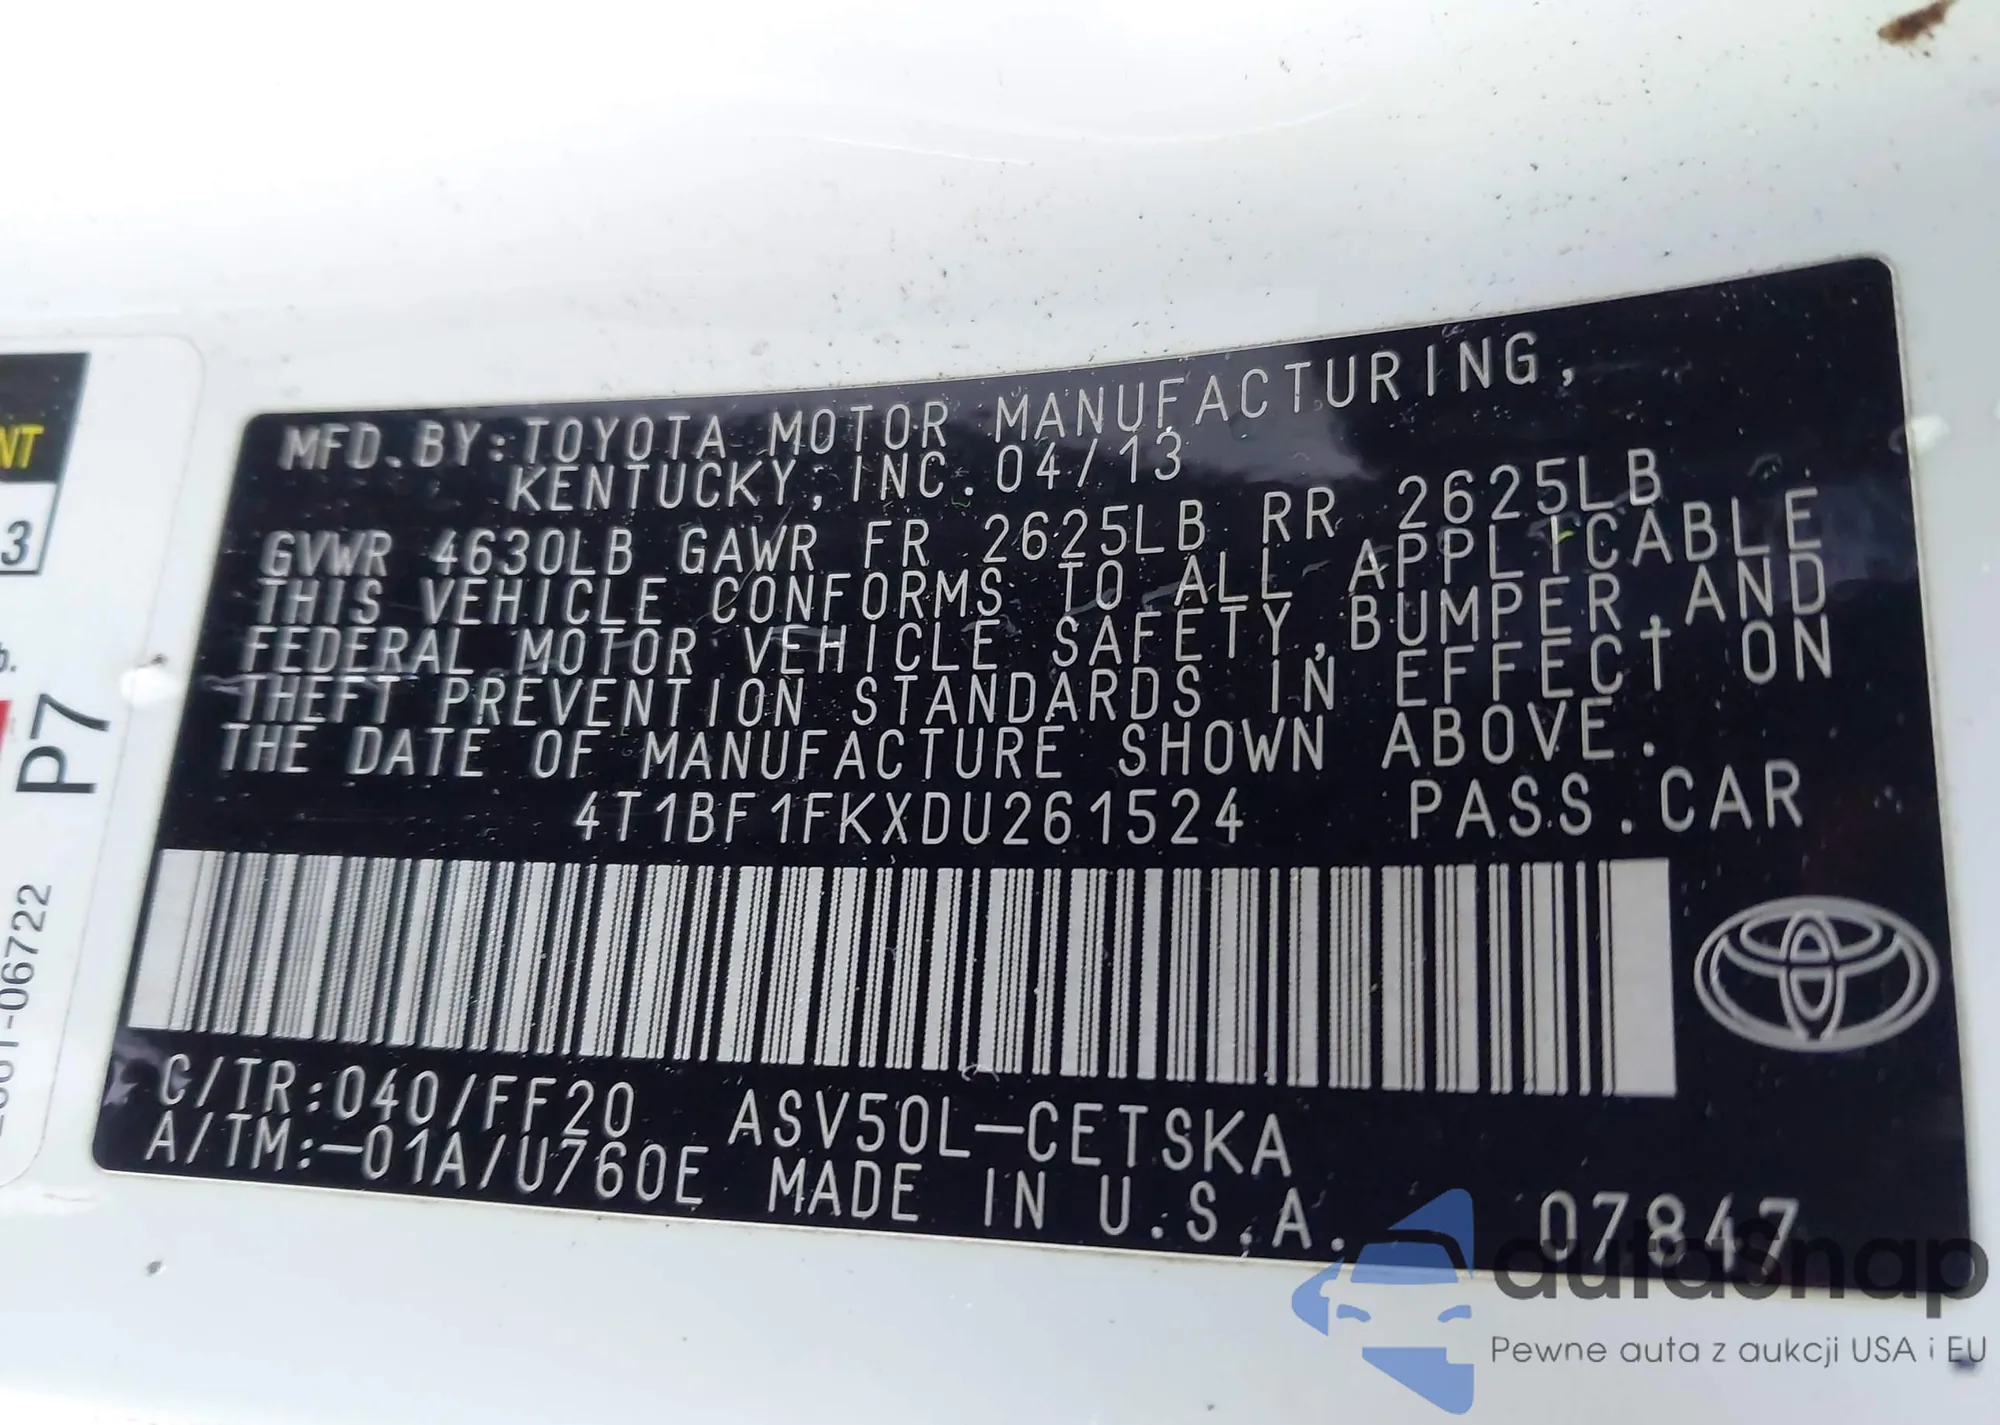 MFD. BY: TOYOTA MOTOR MANUFACTURING,
KENTUCKY, INC. 04/13
GVWR 4630LB GAWR FR 2625LB RR 2625LB
THIS VEHICLE CONFORMS TO ALL APPLICABLE
FEDERAL MOTOR VEHICLE SAFETY, BUMPER, AND
THEFT PREVENTION STANDARDS IN EFFECT ON
THE DATE OF MANUFACTURE SHOWN ABOVE.
4T1BF1FKXDU261524 PASS. CAR
C/TR:040/FF20 ASV50L-CETSKA
A/TM:-01A/U760E MADE IN U.S.A. 07847
NT
3
P7
autoSnap
Pewne auta z aukcji USA i EU